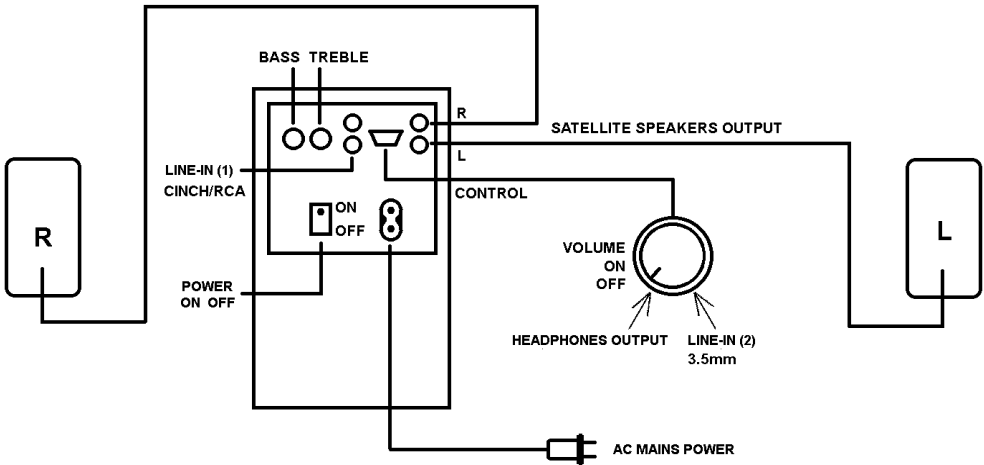 BASS TREBLE
R
SATELLITE SPEAKERS OUTPUT
L
LINE-IN (1)
CINCH/RCA
CONTROL
ON
OFF
R
L
VOLUME
ON
OFF
POWER
ON OFF
HEADPHONES OUTPUT
LINE-IN (2)
3.5mm
AC MAINS POWER